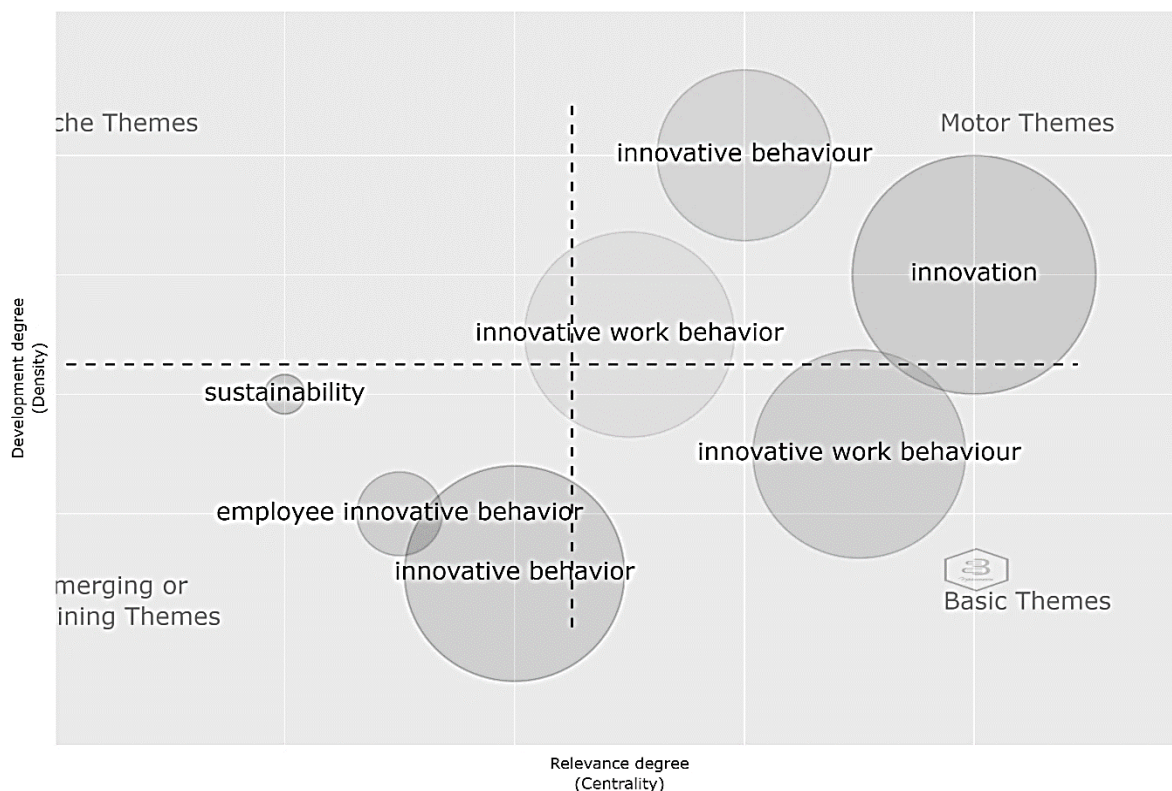 che Themes
Motor Themes
innovative behaviour
innovation
innovative work behavior
sustainability
innovative work behaviour
employee innovative behavior
innovative behavior
merging or
ining Themes
Basic Themes
Development degree
(Density)
Relevance degree
(Centrality)